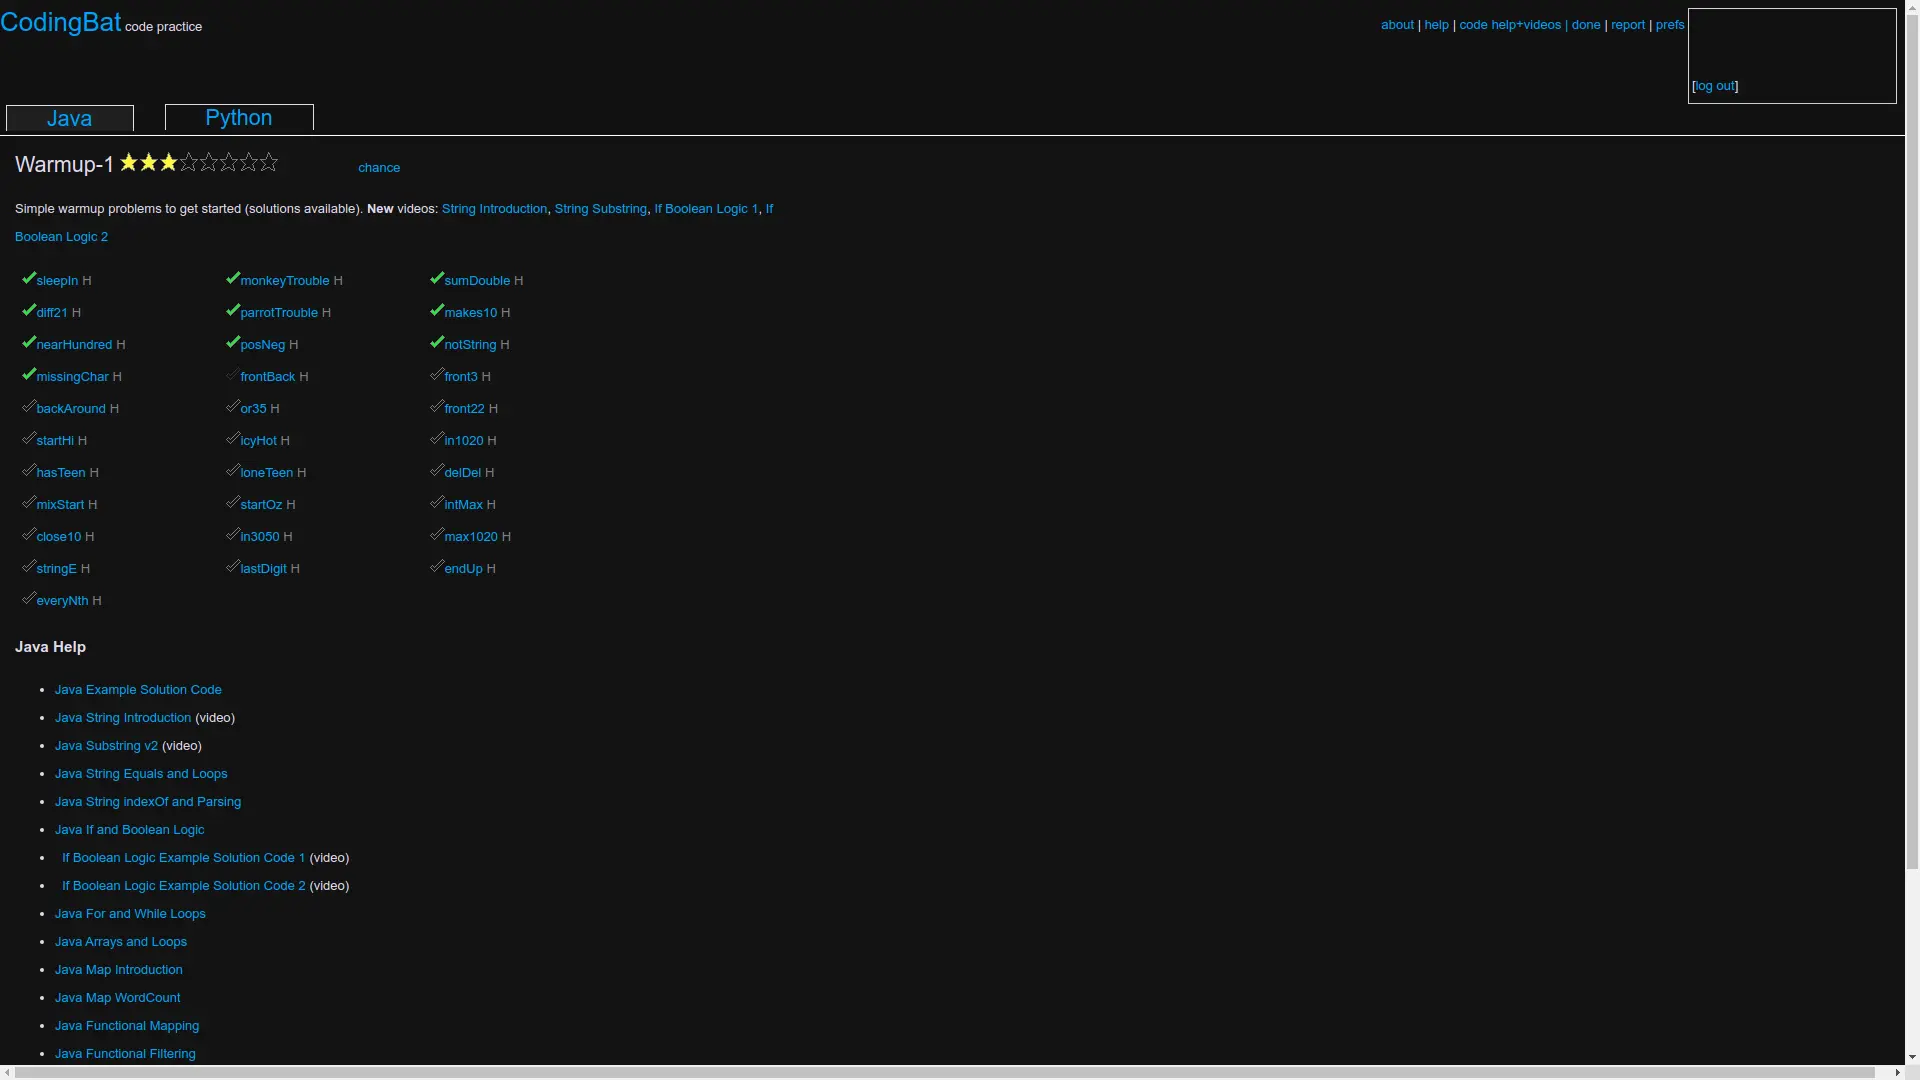 CodingBat code practice
about | help | code help+videos | done | report | prefs
[log out]
Java
Python
Warmup-1
chance
Simple warmup problems to get started (solutions available). New videos: String Introduction, String Substring, If Boolean Logic 1, If
Boolean Logic 2
sleepIn H monkeyTrouble H sumDouble H
diff21 H parrotTrouble H makes10 H
nearHundred H posNeg H notString H
missingChar H frontBack H front3 H
backAround H or35 H front22 H
startHi H icyHot H in1020 H
hasTeen H loneTeen H delDel H
mixStart H startOz H intMax H
close10 H in3050 H max1020 H
stringE H lastDigit H endUp H
everyNth H
Java Help
• Java Example Solution Code
• Java String Introduction (video)
• Java Substring v2 (video)
• Java String Equals and Loops
• Java String indexOf and Parsing
• Java If and Boolean Logic
• If Boolean Logic Example Solution Code 1 (video)
• If Boolean Logic Example Solution Code 2 (video)
• Java For and While Loops
• Java Arrays and Loops
• Java Map Introduction
• Java Map WordCount
• Java Functional Mapping
• Java Functional Filtering